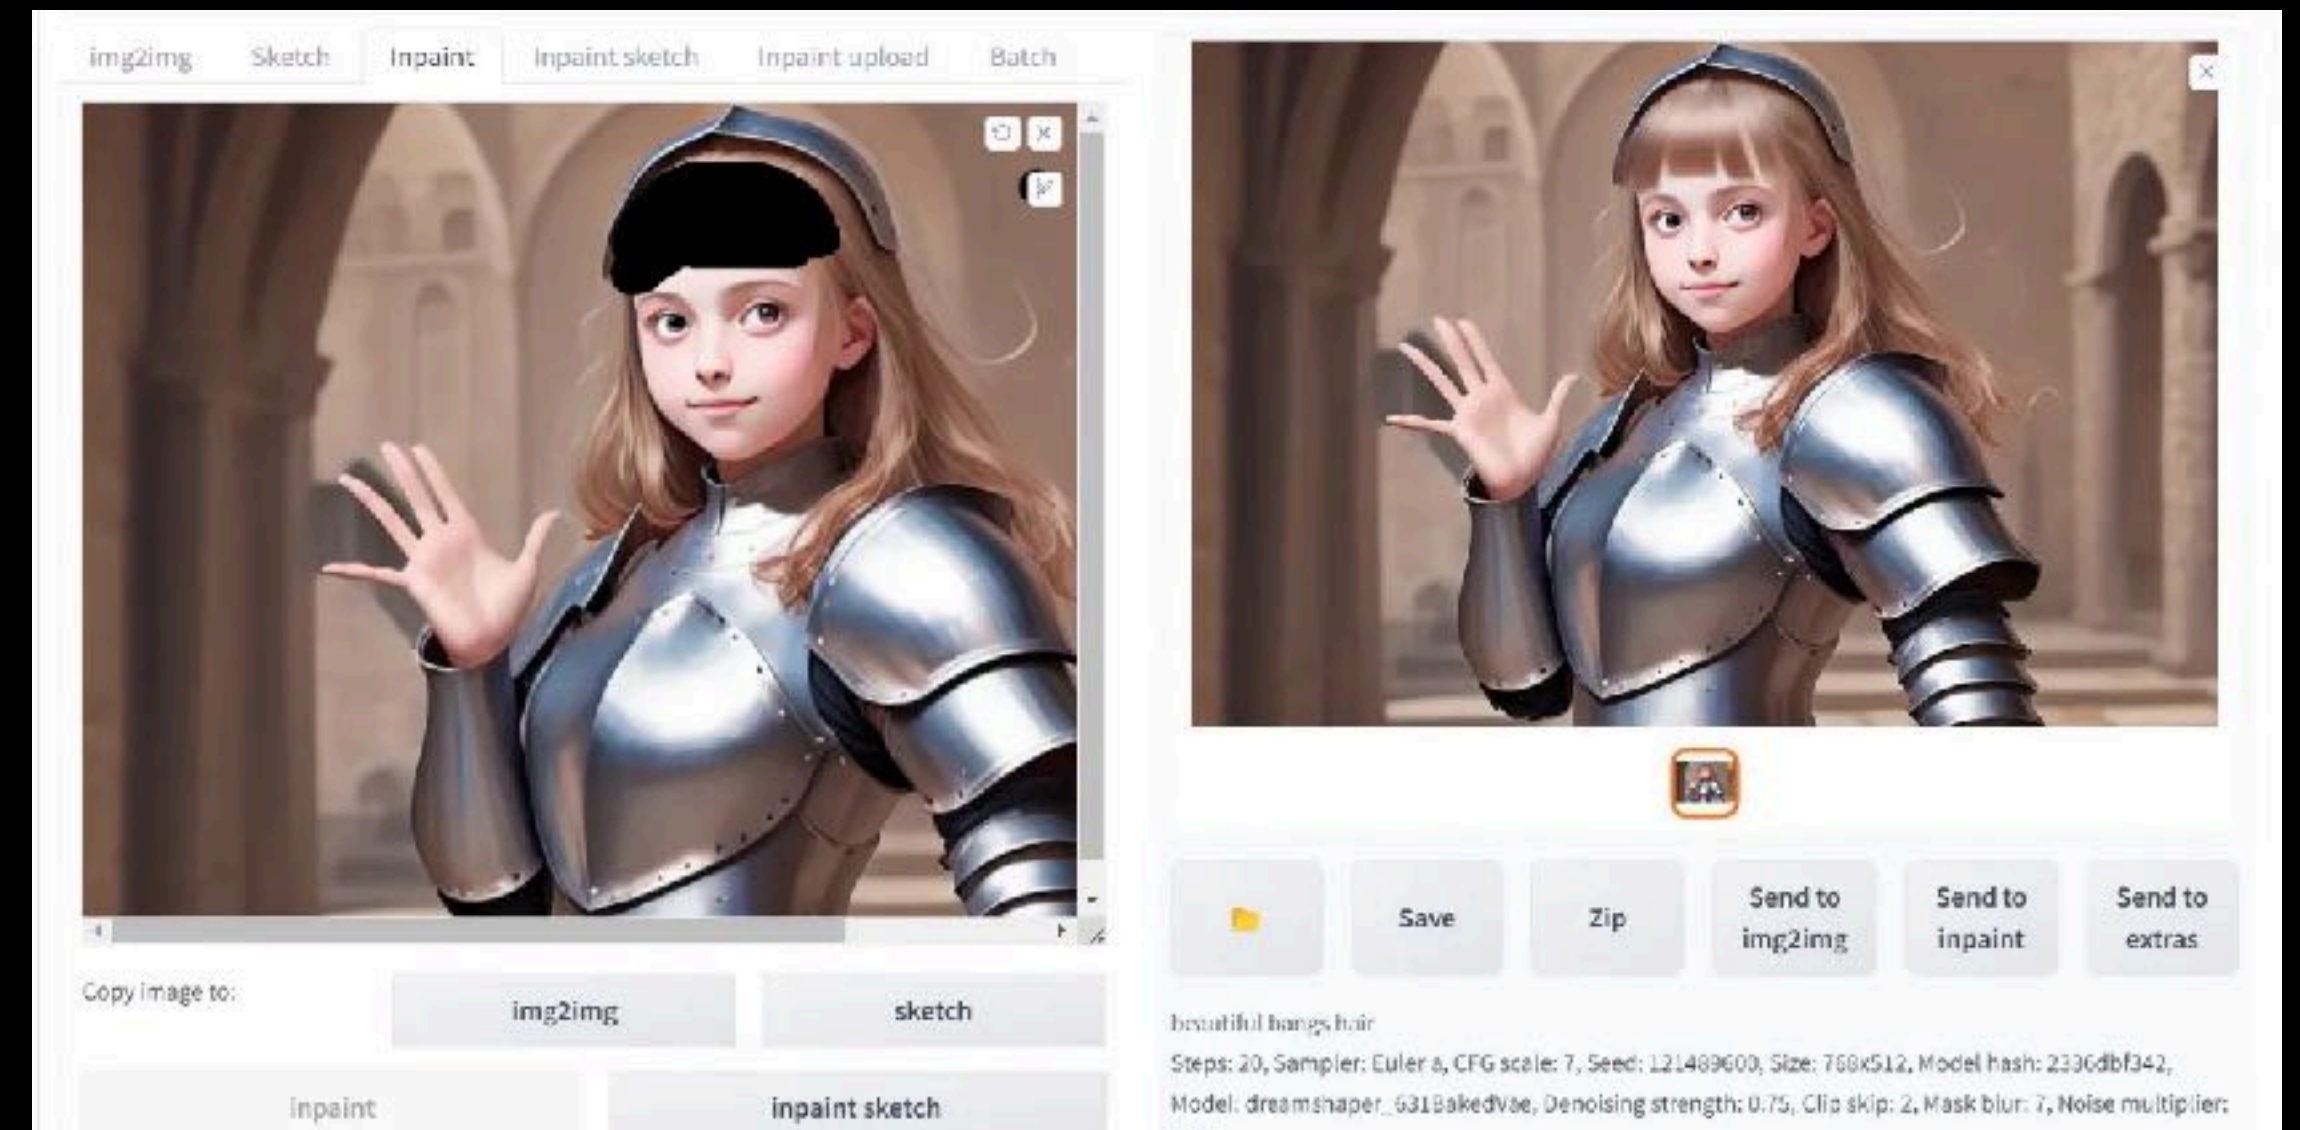 img2img Sketch Inpaint Inpaint sketch Inpaint upload Batch
Copy image to:
img2img sketch
inpaint inpaint sketch
Save Zip Send to img2img Send to inpaint Send to extras
beautiful bangs hair
Steps: 20, Sampler: Euler a, CFG scale: 7, Seed: 121489600, Size: 768x512, Model hash: 2336dbf342,
Model: dreamshaper_631BakedVae, Denoising strength: 0.75, Clip skip: 2, Mask blur: 7, Noise multiplier: